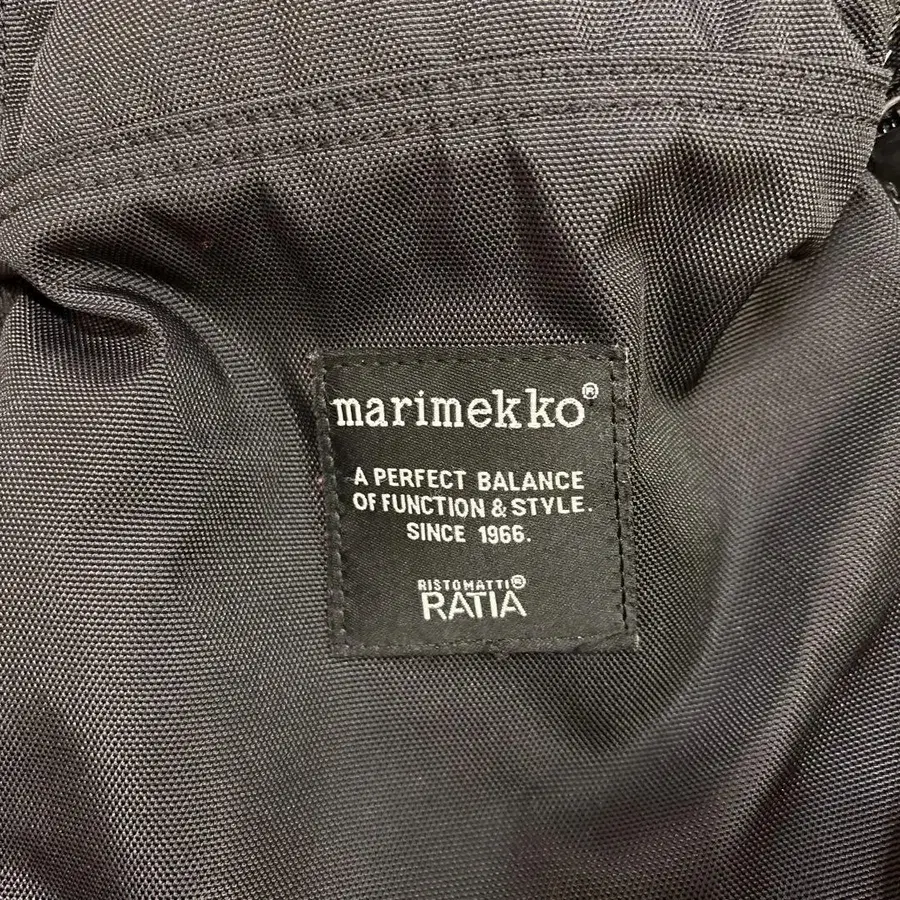 marimekko®
A PERFECT BALANCE
OF FUNCTION & STYLE.
SINCE 1966.
RISTOMATTI®
RATIA